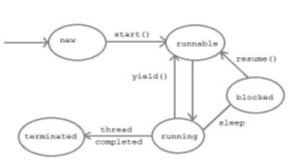 new
start()
runnable
resume()
yield()
blocked
sleep
terminated
thread
completed
running